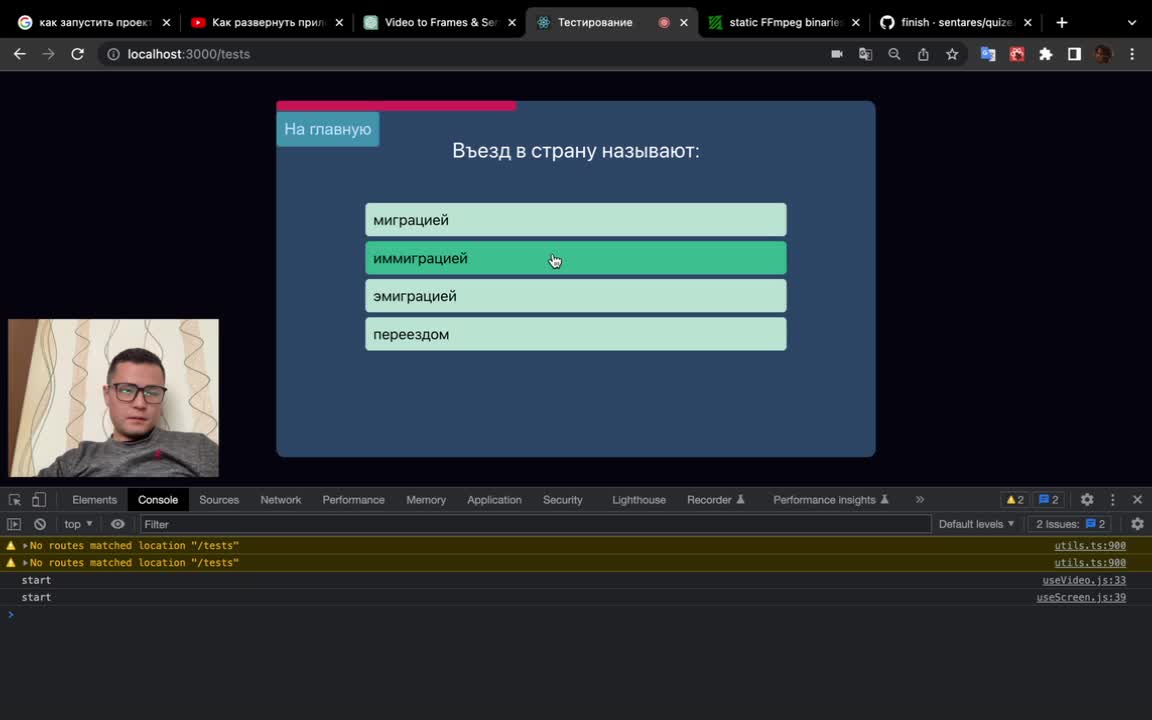 как запустить проект
Как развернуть прил
Video to Frames & Ser
Тестирование
static FFmpeg binaries
finish · sentares/quize
localhost:3000/tests
На главную
Въезд в страну называют:
миграцией
иммиграцией
эмиграцией
переездом
Elements
Console
Sources
Network
Performance
Memory
Application
Security
Lighthouse
Recorder
Performance insights
2
2
top
Filter
Default levels
2 Issues:
2
No routes matched location "/tests"
utils.ts:900
No routes matched location "/tests"
utils.ts:900
start
useVideo.js:33
start
useScreen.js:39